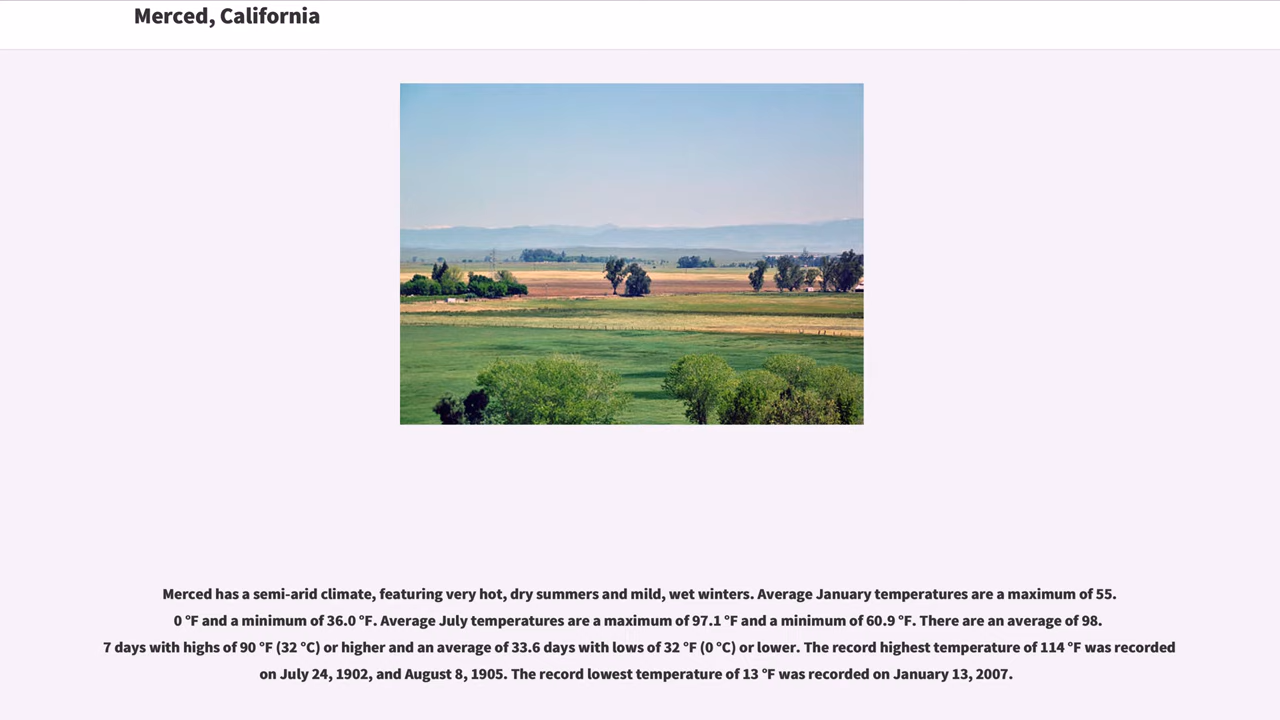 Merced, California
Merced has a semi-arid climate, featuring very hot, dry summers and mild, wet winters. Average January temperatures are a maximum of 55.
0 °F and a minimum of 36.0 °F. Average July temperatures are a maximum of 97.1 °F and a minimum of 60.9 °F. There are an average of 98.
7 days with highs of 90 °F (32 °C) or higher and an average of 33.6 days with lows of 32 °F (0 °C) or lower. The record highest temperature of 114 °F was recorded
on July 24, 1902, and August 8, 1905. The record lowest temperature of 13 °F was recorded on January 13, 2007.